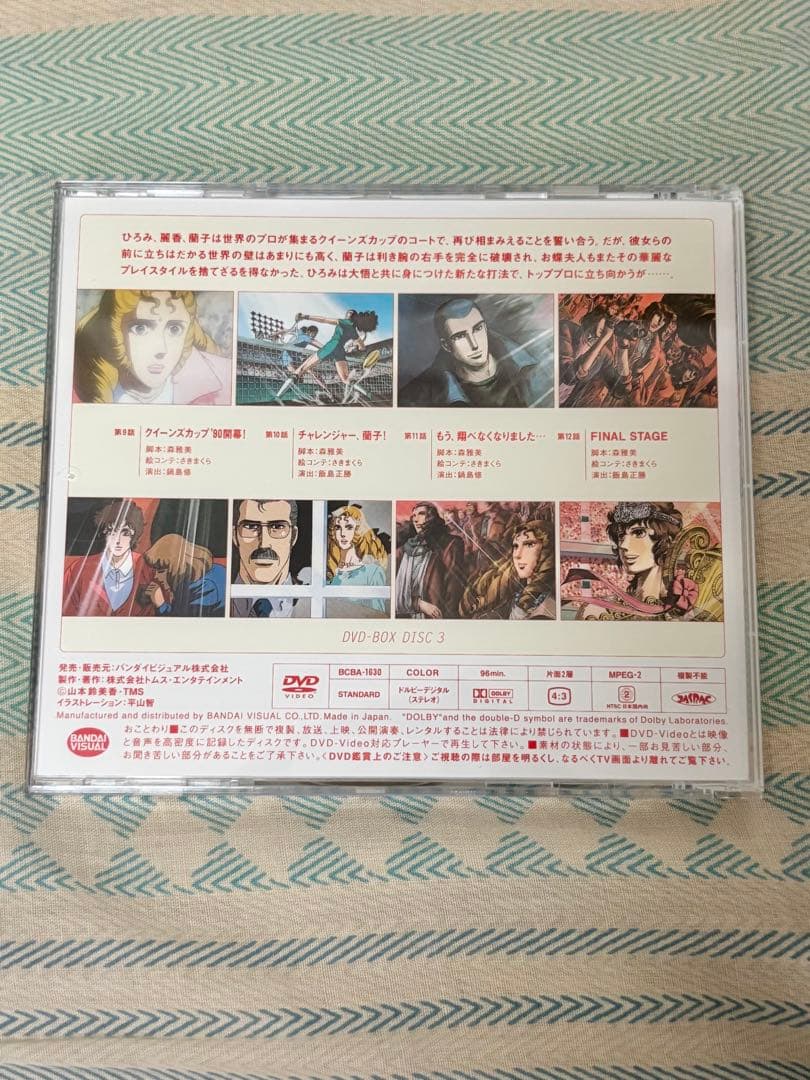 ひろみ、麗香、蘭子は世界のプロが集まるクイーンズカップのコートで、再び相まみえることを誓い合う。だが、彼女らの
前に立ちはだかる世界の壁はあまりにも高く、蘭子は利き腕の右手を完全に破壊され、お蝶夫人もまたその華麗な
プレイスタイルを捨てざるを得なかった、ひろみは大悟と共に身につけた新たな打法で、トッププロに立ち向かうが……。
第9話 クイーンズカップ'90開幕!
脚本:森雅美
絵コンテ:さきまくら
演出:鍋島修
第10話 チャレンジャー、蘭子!
脚本:森雅美
絵コンテ:さきまくら
演出:飯島正勝
第11話 もう、翔べなくなりました…
脚本:森雅美
絵コンテ:さきまくら
演出:鍋島修
第12話 FINAL STAGE
脚本:森雅美
絵コンテ:さきまくら
演出:飯島正勝
DVD-BOX DISC 3
発売・販売元:バンダイビジュアル株式会社
製作・著作:株式会社トムス・エンタテインメント
©山本鈴美香・TMS
イラストレーション:平山智
DVD VIDEO
BCBA-1630 COLOR 96min. 片面2層 MPEG-2 複製不能
STANDARD ドルビーデジタル(ステレオ) DOLBY DIGITAL 4:3 2 NTSC 日本国内向 JASRAC
Manufactured and distributed by BANDAI VISUAL CO.,LTD. Made in Japan. "DOLBY"and the double-D symbol are trademarks of Dolby Laboratories.
BANDAI VISUAL
おことわり■このディスクを無断で複製、放送、上映、公開演奏、レンタルすることは法律により禁じられています。■DVD-Videoとは映像
と音声を高密度に記録したディスクです。DVD-Video対応プレーヤーで再生して下さい。■素材の状態により、一部お見苦しい部分、
お聞き苦しい部分があることをご了承下さい。〈DVD鑑賞上のご注意〉ご視聴の際は部屋を明るくし、なるべくTV画面より離れてご覧下さい。